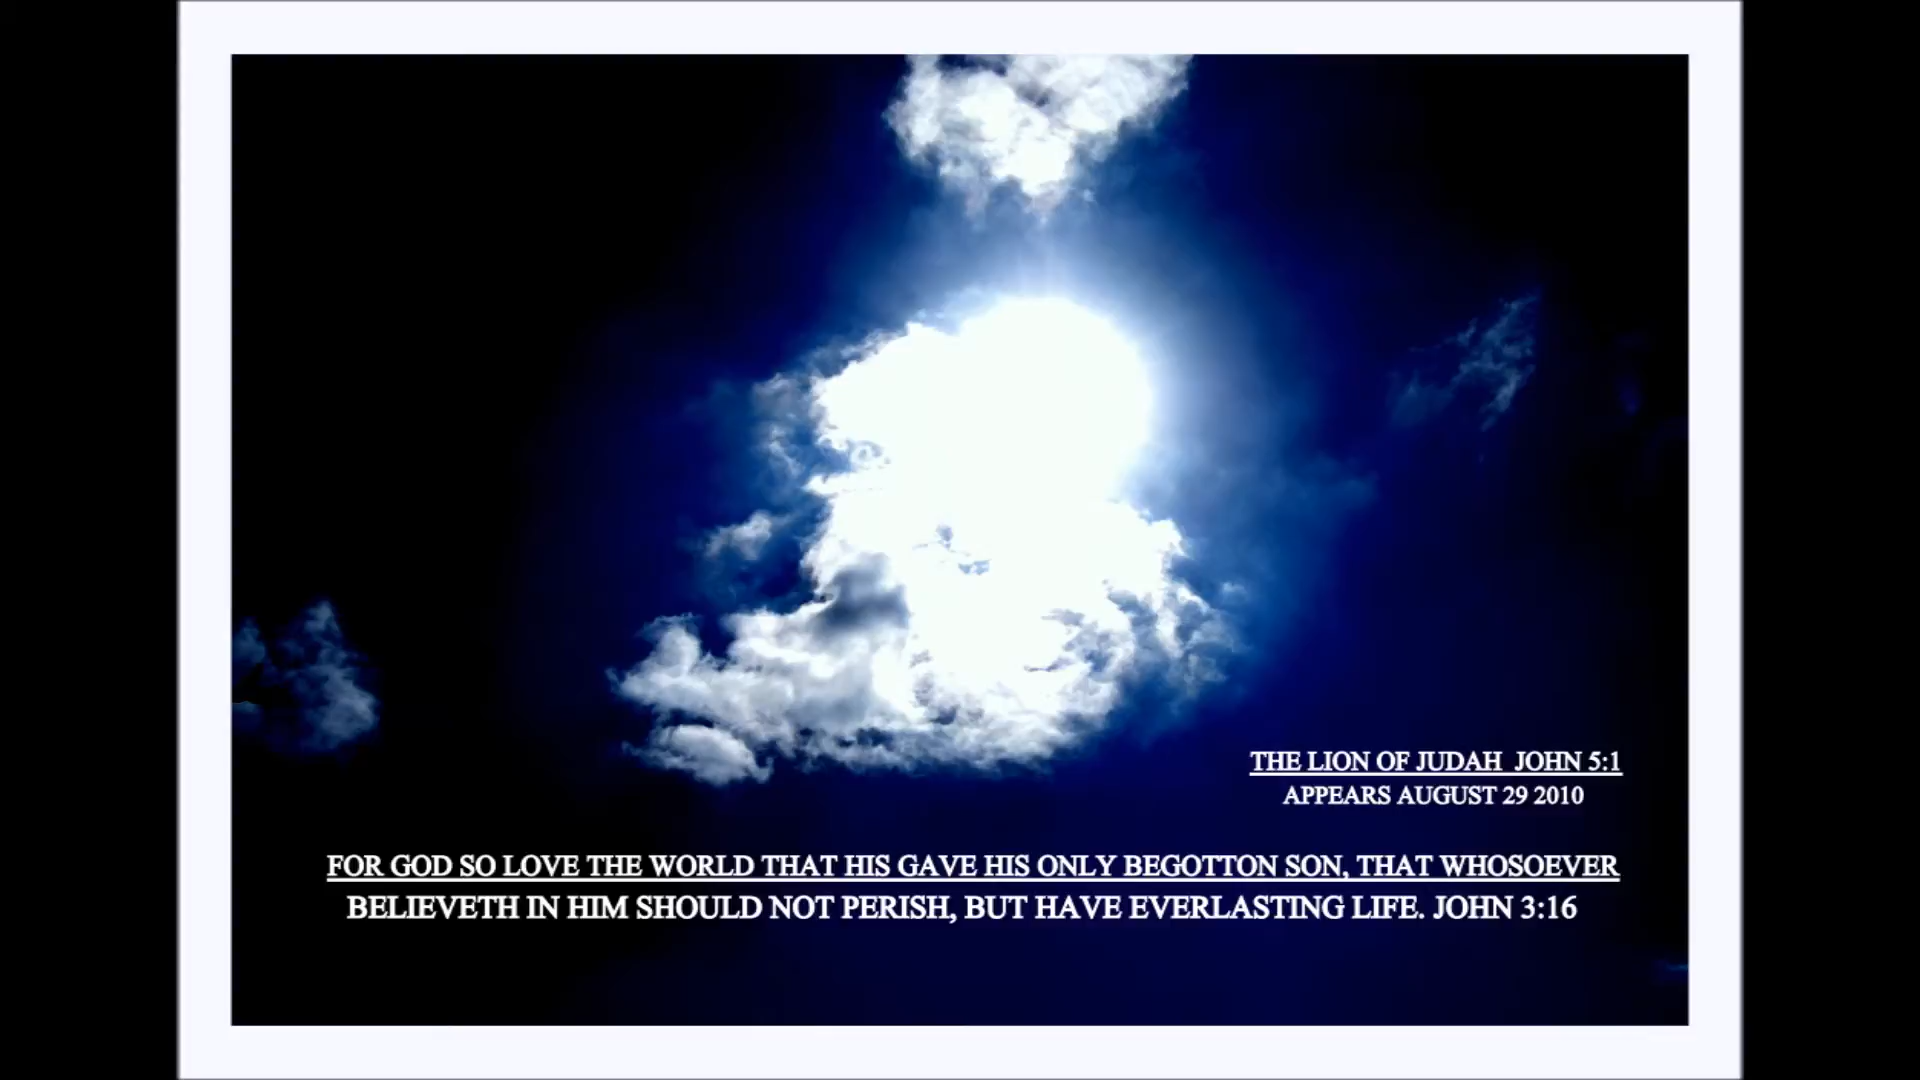 THE LION OF JUDAH  JOHN 5:1
APPEARS AUGUST 29 2010
FOR GOD SO LOVE THE WORLD THAT HIS GAVE HIS ONLY BEGOTTON SON, THAT WHOSOEVER
BELIEVETH IN HIM SHOULD NOT PERISH, BUT HAVE EVERLASTING LIFE. JOHN 3:16